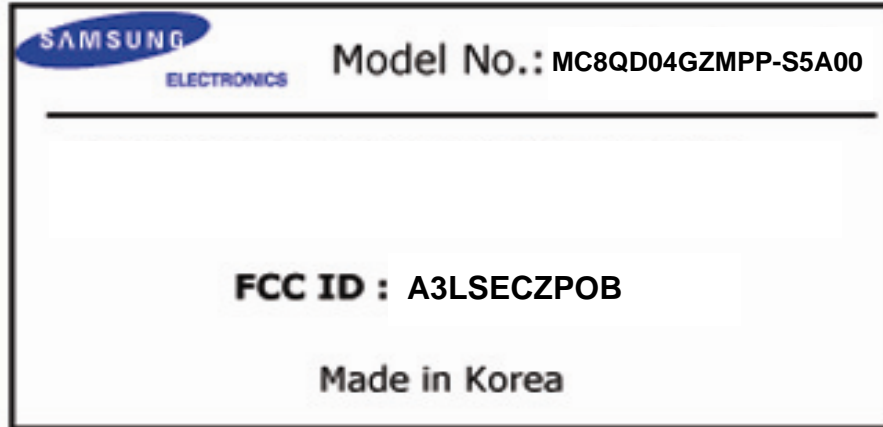 SAMSUNG
ELECTRONICS
Model No.: MC8QD04GZMPP-S5A00
FCC ID : A3LSECZPOB
Made in Korea